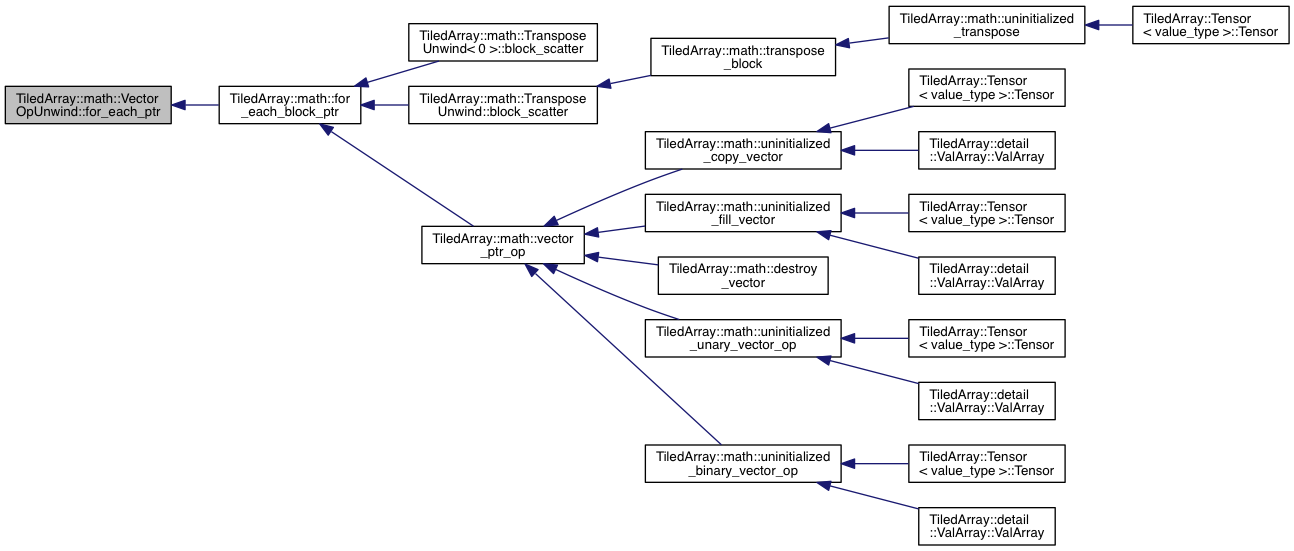 TiledArray::math::Vector
OpUnwind::for_each_ptr
TiledArray::math::for
_each_block_ptr
TiledArray::math::Transpose
Unwind< 0 >::block_scatter
TiledArray::math::Transpose
Unwind::block_scatter
TiledArray::math::transpose
_block
TiledArray::math::uninitialized
_transpose
TiledArray::Tensor
< value_type >::Tensor
TiledArray::math::vector
_ptr_op
TiledArray::math::uninitialized
_copy_vector
TiledArray::Tensor
< value_type >::Tensor
TiledArray::detail
::ValArray::ValArray
TiledArray::math::uninitialized
_fill_vector
TiledArray::Tensor
< value_type >::Tensor
TiledArray::detail
::ValArray::ValArray
TiledArray::math::destroy
_vector
TiledArray::math::uninitialized
_unary_vector_op
TiledArray::Tensor
< value_type >::Tensor
TiledArray::detail
::ValArray::ValArray
TiledArray::math::uninitialized
_binary_vector_op
TiledArray::Tensor
< value_type >::Tensor
TiledArray::detail
::ValArray::ValArray